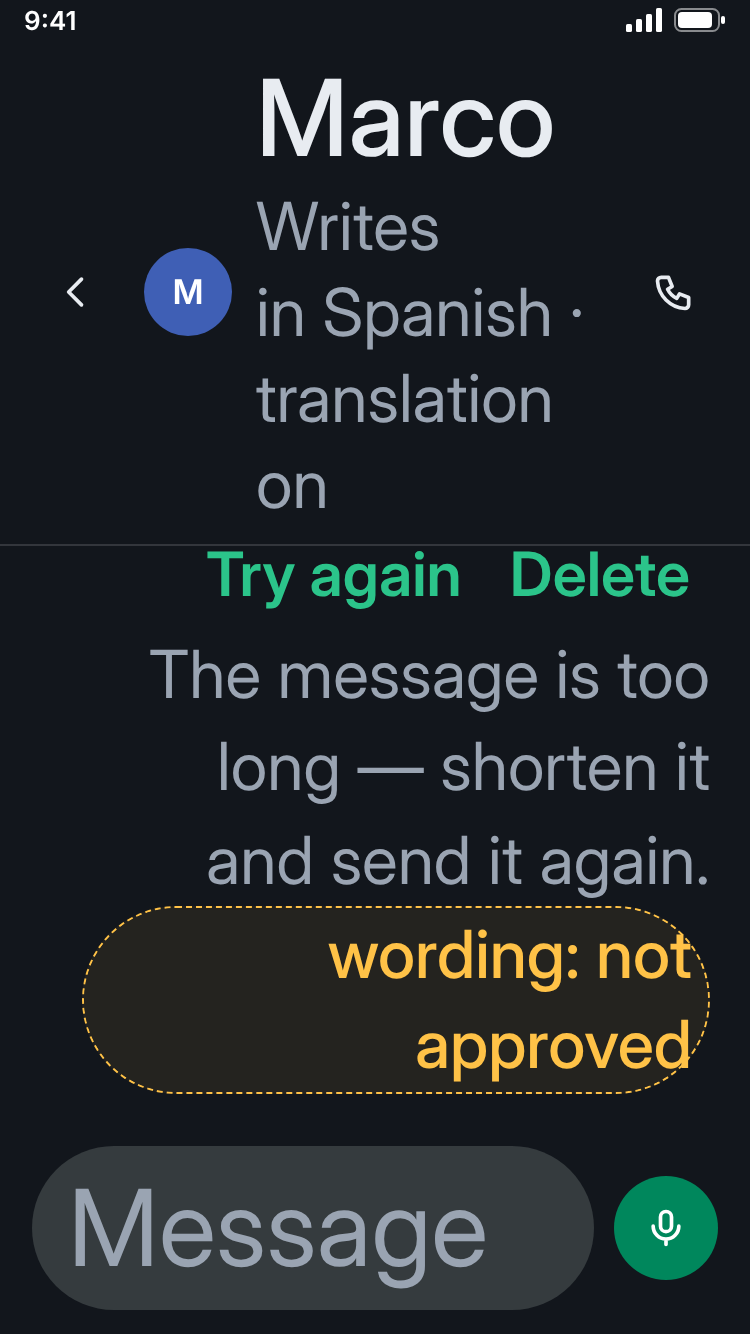 9:41
Marco
Writes
in Spanish ·
translation
on
M
Try again Delete
The message is too
long — shorten it
and send it again.
wording: not
approved
Message